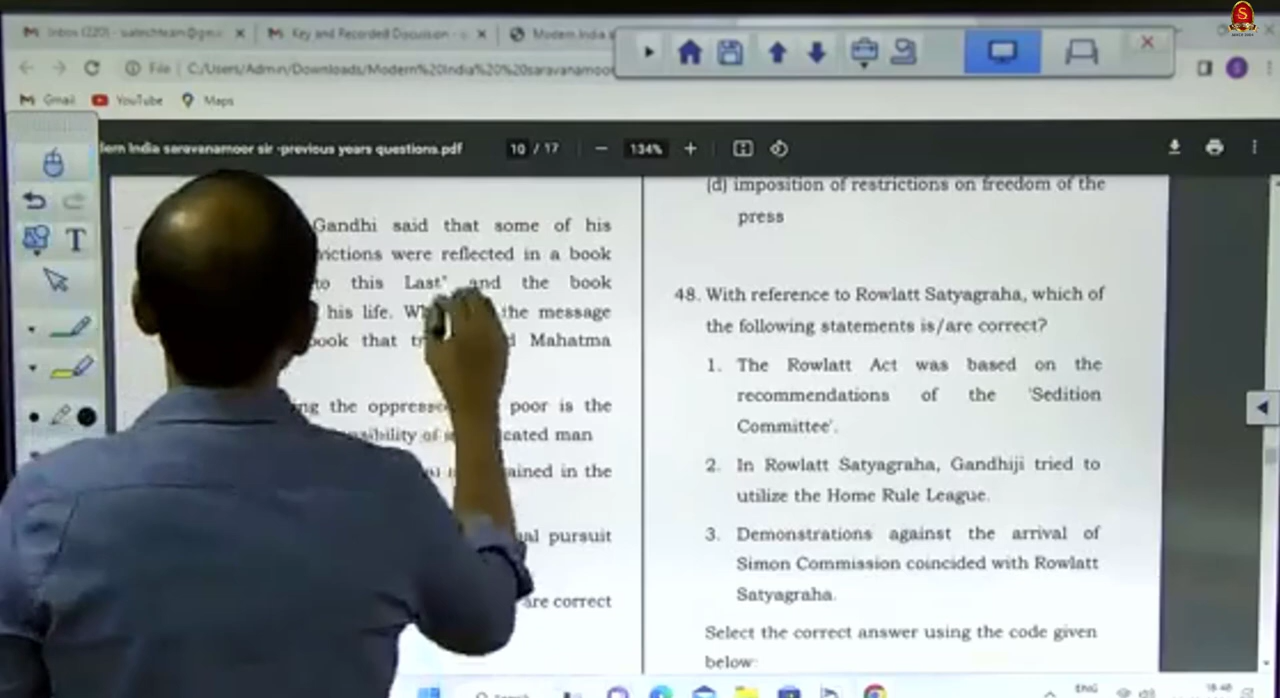 Inbox (220) -
Key and Recorded Discussion -
Modern India
File C:/Users/Admin/Downloads/Modern%20India%20%20saravanamoor
Gmail YouTube Maps
India saravanamoor sir -previous years questions.pdf 10 / 17 134%
T
Gandhi said that some of his
were reflected in a book
this Last' and the book
his life. the message
book that Mahatma
the poor is the
of man
in the
pursuit
are correct
(d) imposition of restrictions on freedom of the
press
48. With reference to Rowlatt Satyagraha, which of
the following statements is/are correct?
1. The Rowlatt Act was based on the
recommendations of the 'Sedition
Committee'.
2. In Rowlatt Satyagraha, Gandhiji tried to
utilize the Home Rule League.
3. Demonstrations against the arrival of
Simon Commission coincided with Rowlatt
Satyagraha.
Select the correct answer using the code given
below:
Search ENG 18:48
S